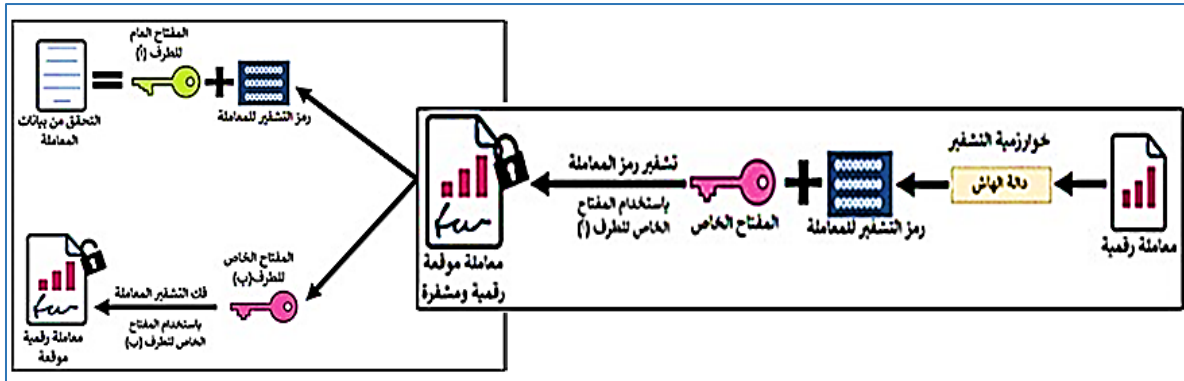 معاملة رقمية
خوارزمية التشفير
دالة الهاش
رمز التشفير للمعاملة
المفتاح الخاص
تشفير رمز المعاملة
باستخدام المفتاح
الخاص للطرف (أ)
معاملة موقعة
رقمية ومشفرة
رمز التشفير للمعاملة
المفتاح العام
للطرف (أ)
التحقق من بيانات
المعاملة
المفتاح الخاص
للطرف(ب)
فك التشفير المعاملة
باستخدام المفتاح
الخاص للطرف (ب)
معاملة رقمية
موقعة